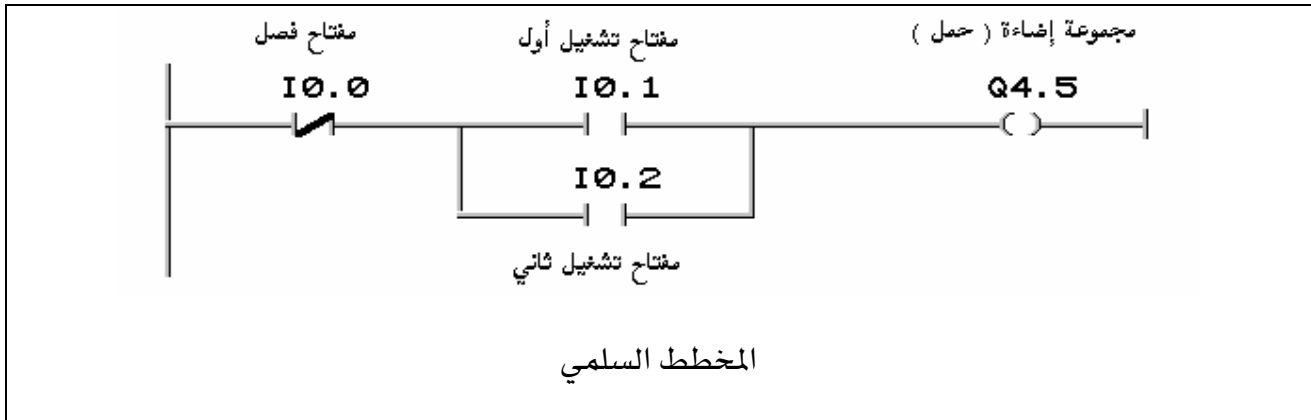 مفتاح فصل
مفتاح تشغيل أول
مجموعة إضاءة ( حمل )
I0.0
I0.1
Q4.5
I0.2
مفتاح تشغيل ثاني
المخطط السلمي